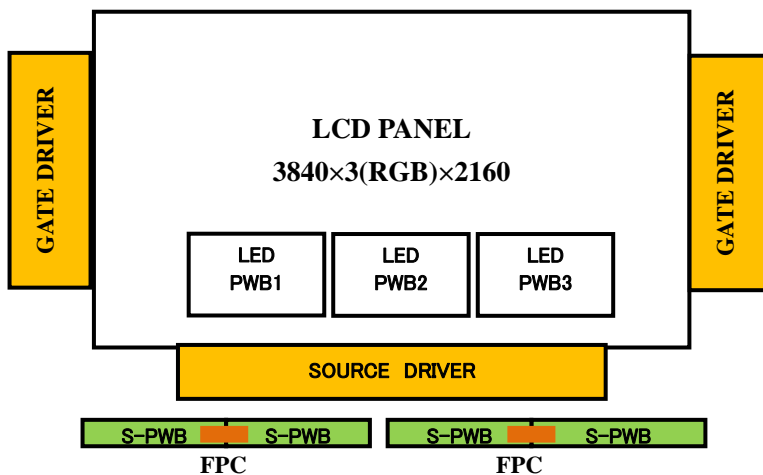 GATE DRIVER
LCD PANEL
3840×3(RGB)×2160
GATE DRIVER
LED
PWB1
LED
PWB2
LED
PWB3
SOURCE DRIVER
S-PWB S-PWB
S-PWB S-PWB
FPC
FPC